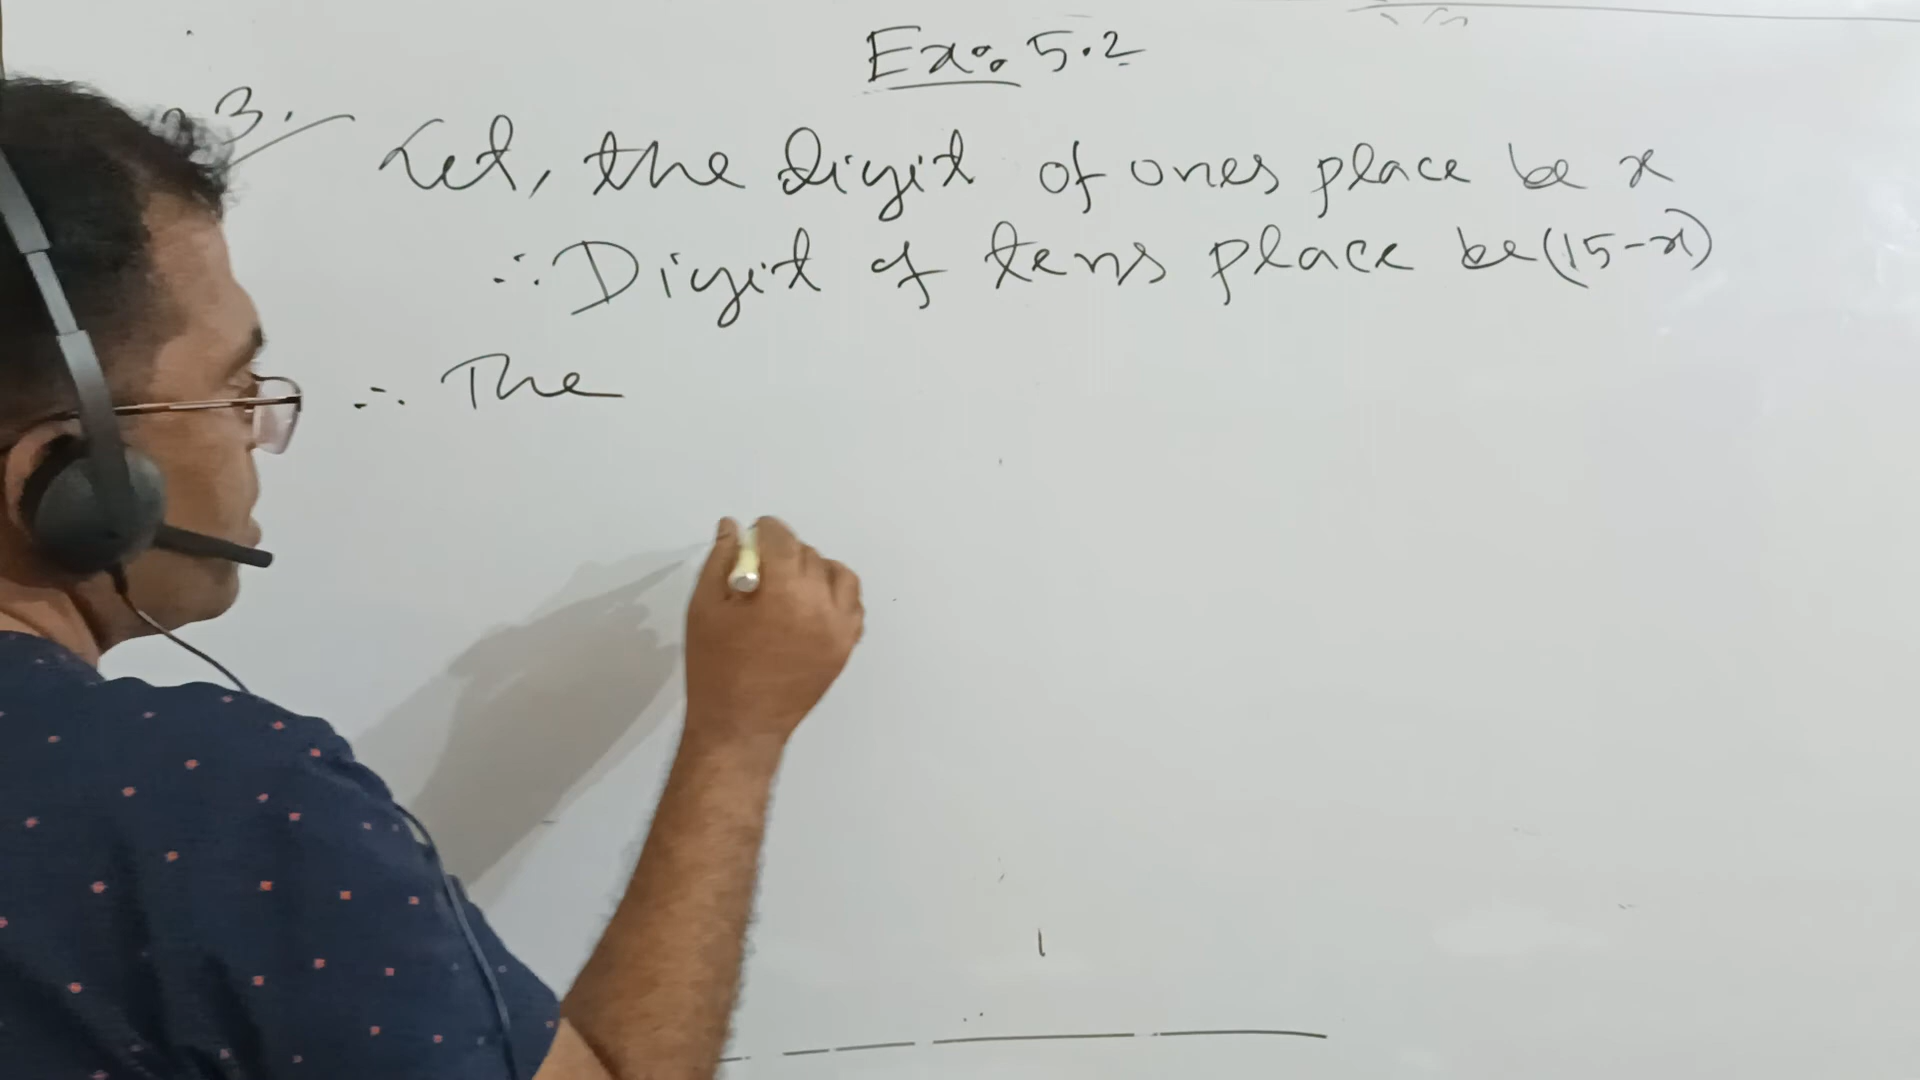 Ex: 5.2
3.
Let, the digit of ones place be x
∴ Digit of tens place be (15-x)
∴ The